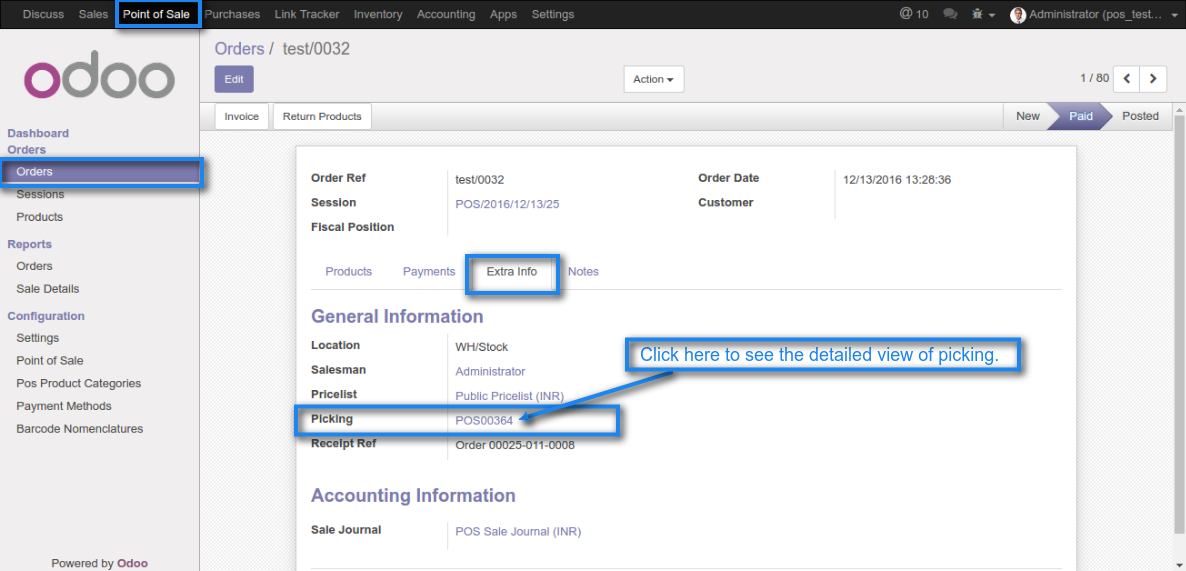 Discuss Sales Point of Sale Purchases Link Tracker Inventory Accounting Apps Settings @ 10 Administrator (pos_test...
odoo
Orders / test/0032
Edit Action 1 / 80
Invoice Return Products New Paid Posted
Dashboard
Orders
Orders
Sessions
Products
Reports
Orders
Sale Details
Configuration
Settings
Point of Sale
Pos Product Categories
Payment Methods
Barcode Nomenclatures
Powered by Odoo
Order Ref test/0032 Order Date 12/13/2016 13:28:36
Session POS/2016/12/13/25 Customer
Fiscal Position
Products Payments Extra Info Notes
General Information
Location WH/Stock
Click here to see the detailed view of picking.
Salesman Administrator
Pricelist Public Pricelist (INR)
Picking POS00364
Receipt Ref Order 00025-011-0008
Accounting Information
Sale Journal POS Sale Journal (INR)